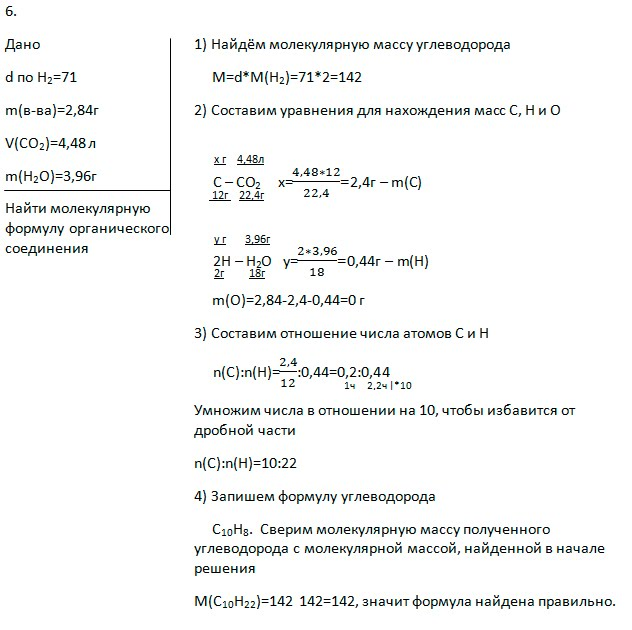 6.
Дано
d по H₂=71
m(в-ва)=2,84г
V(CO₂)=4,48 л
m(H₂O)=3,96г
Найти молекулярную
формулу органического
соединения
1) Найдём молекулярную массу углеводорода
M=d*M(H₂)=71*2=142
2) Составим уравнения для нахождения масс C, H и O
x г 4,48л
C – CO₂ x=4,48*12/22,4=2,4г – m(C)
12г 22,4г
y г 3,96г
2H – H₂O y=2*3,96/18=0,44г – m(H)
2г 18г
m(O)=2,84-2,4-0,44=0 г
3) Составим отношение числа атомов C и H
n(C):n(H)=2,4/12:0,44=0,2:0,44
1ч 2,2ч|*10
Умножим числа в отношении на 10, чтобы избавится от
дробной части
n(C):n(H)=10:22
4) Запишем формулу углеводорода
C₁₀H₈. Сверим молекулярную массу полученного
углеводорода с молекулярной массой, найденной в начале
решения
M(C₁₀H₂₂)=142 142=142, значит формула найдена правильно.